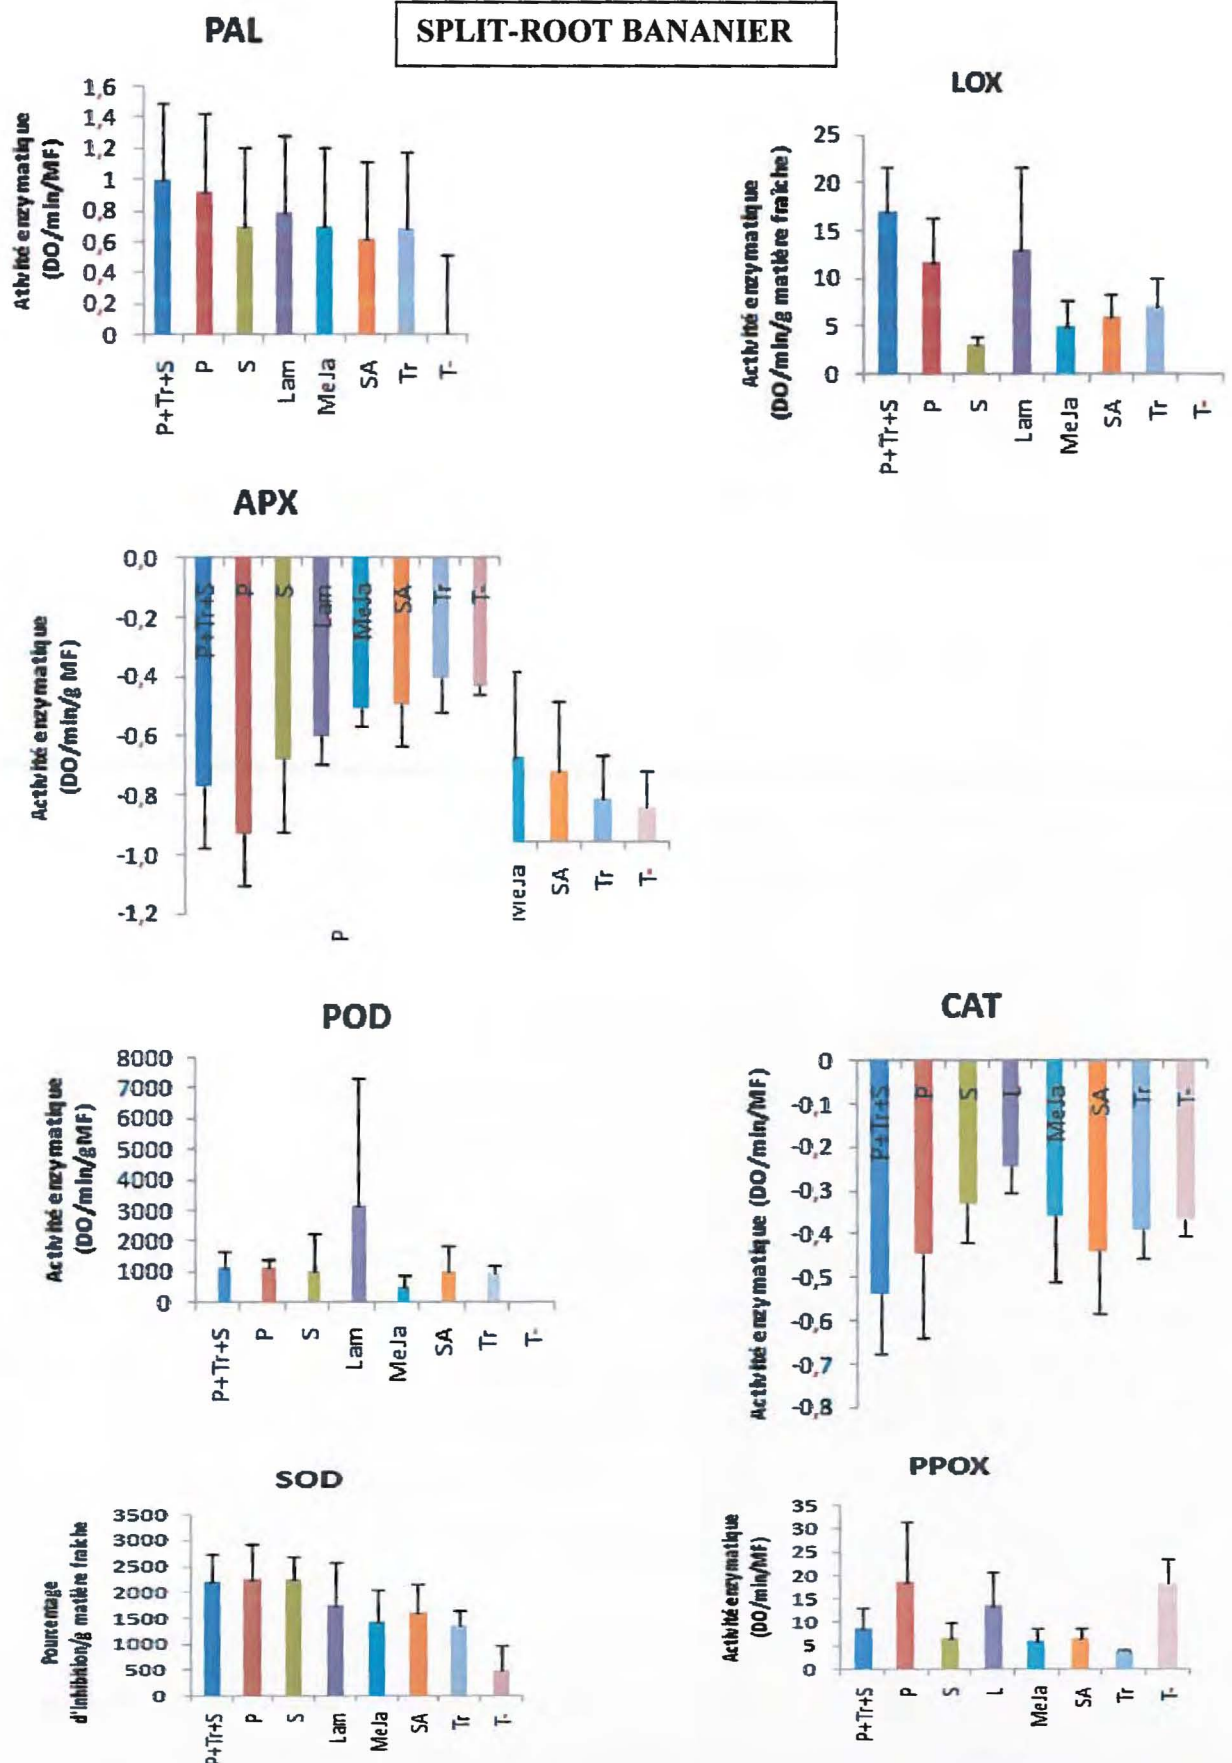 PAL
SPLIT-ROOT BANANIER
Athvité enzymatique
(DO/min/MF)
1,6
1,4
1,2
1
0,8
0,6
0,4
0,2
0
P+Tr+S
P
S
Lam
MeJa
SA
Tr
T-
LOX
Activité enzymatique
(DO/min/g matière fraîche)
25
20
15
10
5
0
P+Tr+S
P
S
Lam
MeJa
SA
Tr
T-
APX
Activité enzymatique
(DO/min/g MF)
0,0
-0,2
-0,4
-0,6
-0,8
-1,0
-1,2
P+Tr+S
P
S
Lam
MeJa
SA
Tr
T-
MeJa
SA
Tr
T-
P
POD
Activité enzymatique
(DO/min/gMF)
8000
7000
6000
5000
4000
3000
2000
1000
0
P+Tr+S
P
S
Lam
MeJa
SA
Tr
T-
CAT
Activité enzymatique (DO/min/MF)
0
-0,1
-0,2
-0,3
-0,4
-0,5
-0,6
-0,7
-0,8
P+Tr+S
P
S
L
MeJa
SA
Tr
T-
SOD
Pourcentage
d'inhibition/g matière fraîche
3500
3000
2500
2000
1500
1000
500
0
P+Tr+S
P
S
Lam
MeJa
SA
Tr
T-
PPOX
Activité enzymatique
(DO/min/MF)
35
30
25
20
15
10
5
0
P+Tr+S
P
S
L
MeJa
SA
Tr
T-